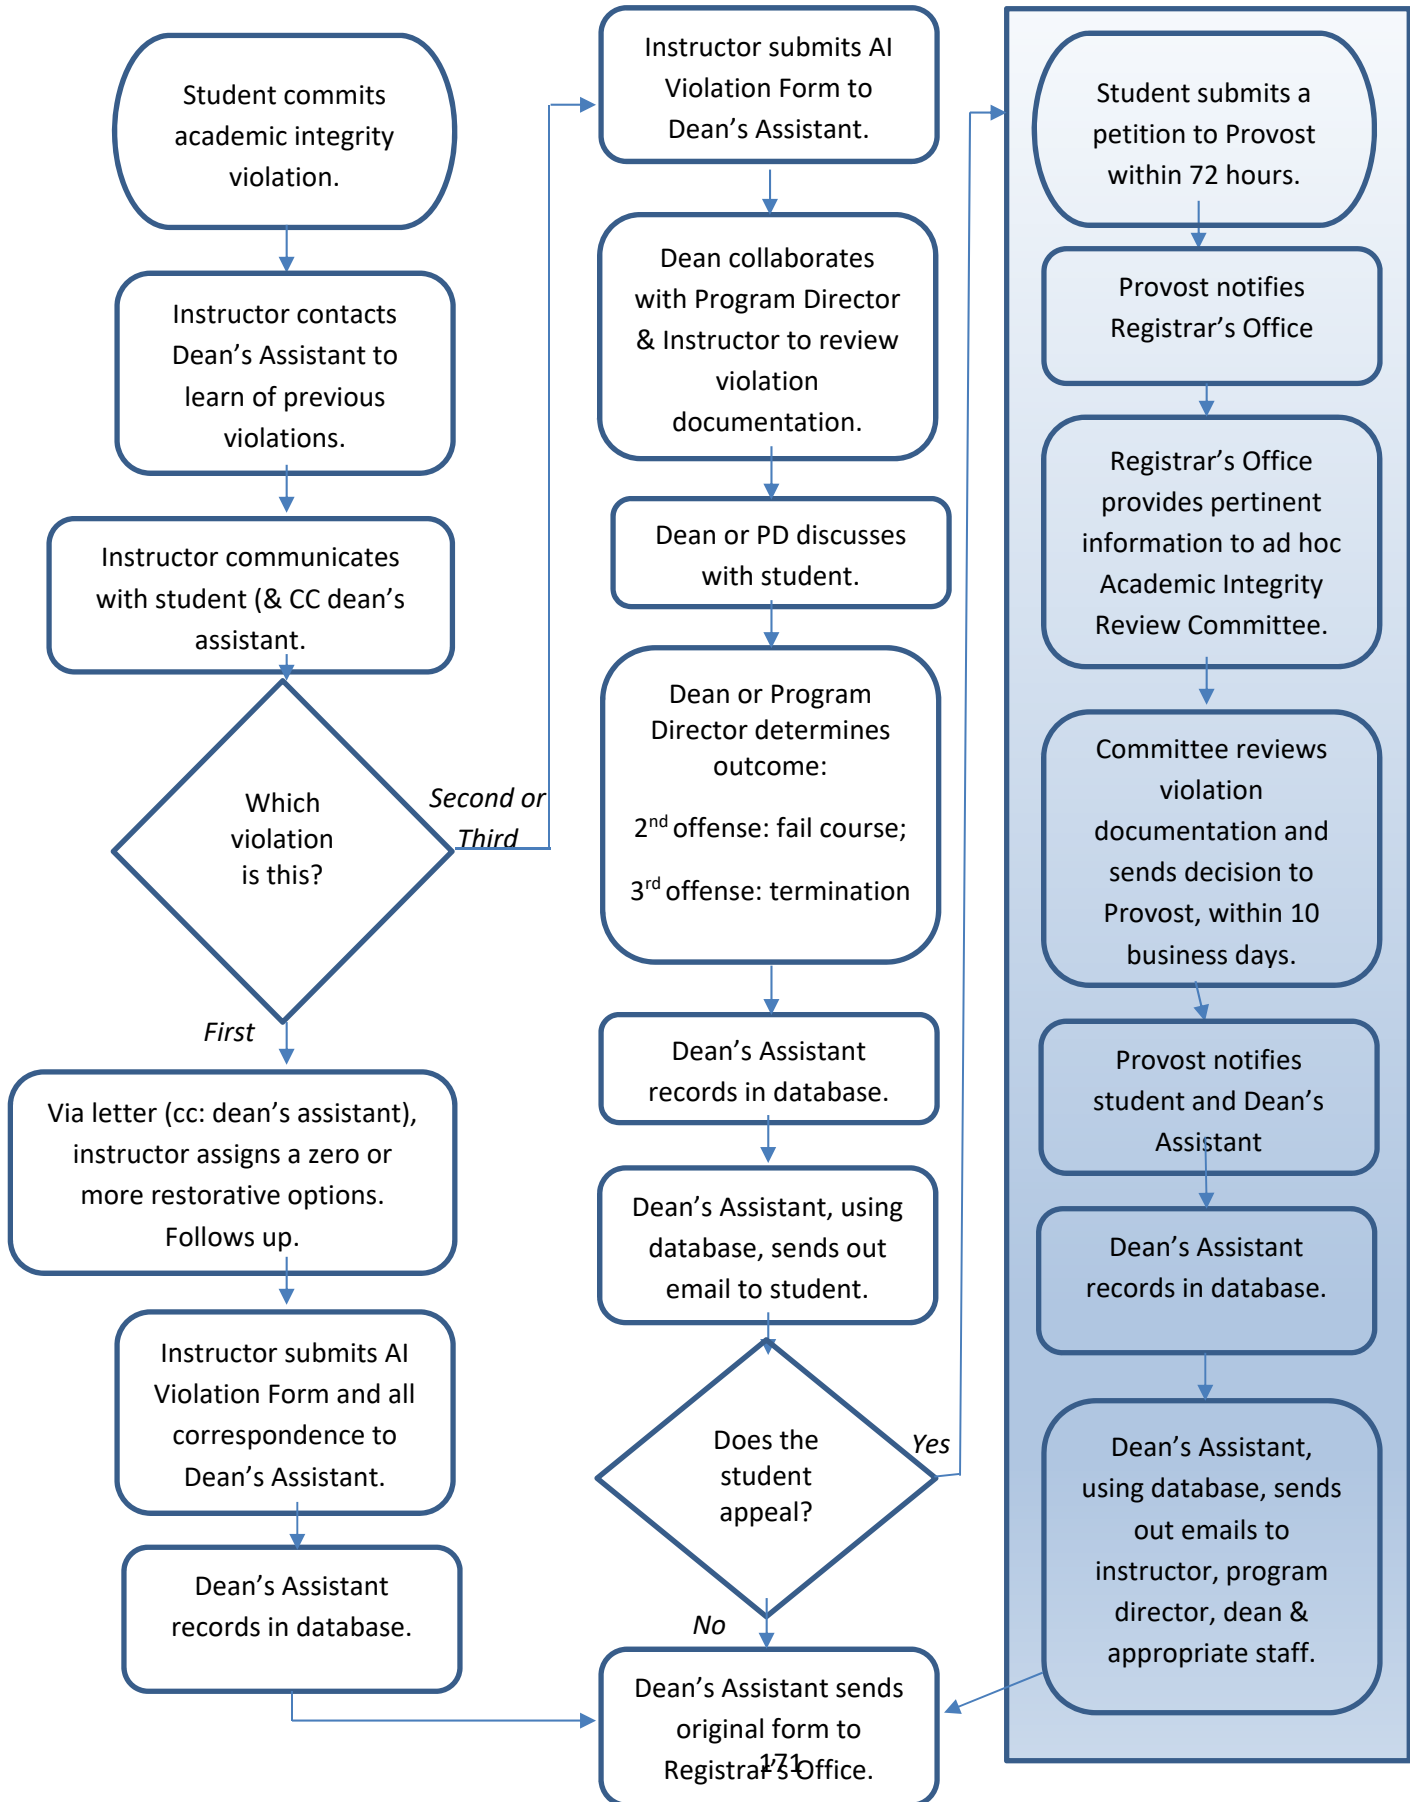 Student commits
academic integrity
violation.
Instructor contacts
Dean’s Assistant to
learn of previous
violations.
Instructor communicates
with student (& CC dean’s
assistant.
Which
violation
is this?
Second or
Third
First
Via letter (cc: dean’s assistant),
instructor assigns a zero or
more restorative options.
Follows up.
Instructor submits AI
Violation Form and all
correspondence to
Dean’s Assistant.
Dean’s Assistant
records in database.
Instructor submits AI
Violation Form to
Dean’s Assistant.
Dean collaborates
with Program Director
& Instructor to review
violation
documentation.
Dean or PD discusses
with student.
Dean or Program
Director determines
outcome:
2nd offense: fail course;
3rd offense: termination
Dean’s Assistant
records in database.
Dean’s Assistant, using
database, sends out
email to student.
Does the
student
appeal?
Yes
No
Dean’s Assistant sends
original form to
Registrar’s Office.
171
Student submits a
petition to Provost
within 72 hours.
Provost notifies
Registrar’s Office
Registrar’s Office
provides pertinent
information to ad hoc
Academic Integrity
Review Committee.
Committee reviews
violation
documentation and
sends decision to
Provost, within 10
business days.
Provost notifies
student and Dean’s
Assistant
Dean’s Assistant
records in database.
Dean’s Assistant,
using database, sends
out emails to
instructor, program
director, dean &
appropriate staff.